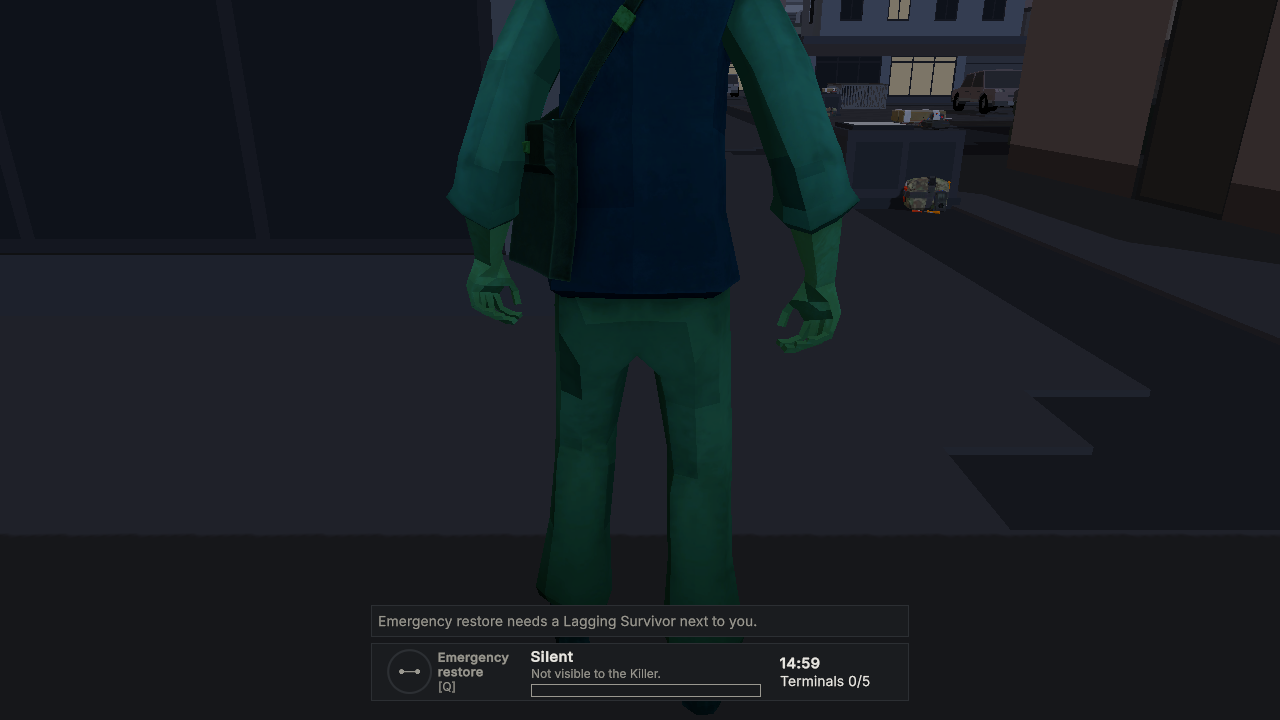 Emergency restore needs a Lagging Survivor next to you.
Emergency
restore
[Q]
Silent
Not visible to the Killer.
14:59
Terminals 0/5